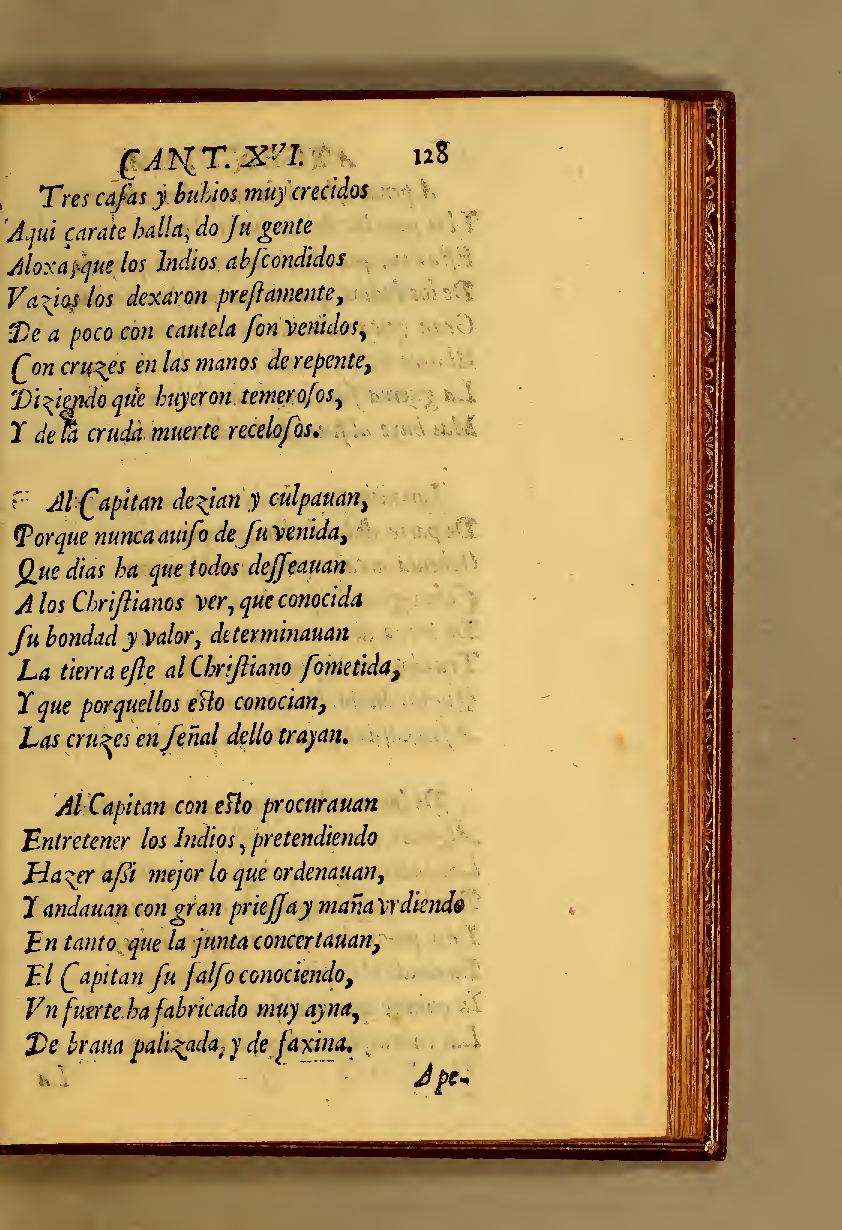 CANT. XVI. 128
Tres casas y buhios muy crecidos
Aqui çarate halla, do ſu gente
Aloxa, que los Indios abſcondidos
Vazios los dexaron preſtamente,
De a poco con cautela ſon venidos,
Con cruzes en las manos de repente,
Diziendo que huyeron temeroſos,
Y de la cruda muerte receloſos.
Al Capitan dezian y culpauan,
Porque nunca auiſo de ſu venida,
Que dias ha que todos deſſeauan
A los Chriſtianos ver, que conocida
ſu bondad y valor, determinauan
La tierra eſte al Chriſtiano ſometida,
Y que porquellos eſto conocian,
Las cruzes en ſeñal dello trayan.
Al Capitan con eſto procurauan
Entretener los Indios, pretendiendo
Hazer aßi mejor lo que ordenauan,
Y andauan con gran prieſſa y maña vrdiendo
En tanto que la junta concertauan,
El Capitan ſu falſo conociendo,
Vn fuerte ha fabricado muy ayna,
De braua palizada, y de faxina.
Ape-